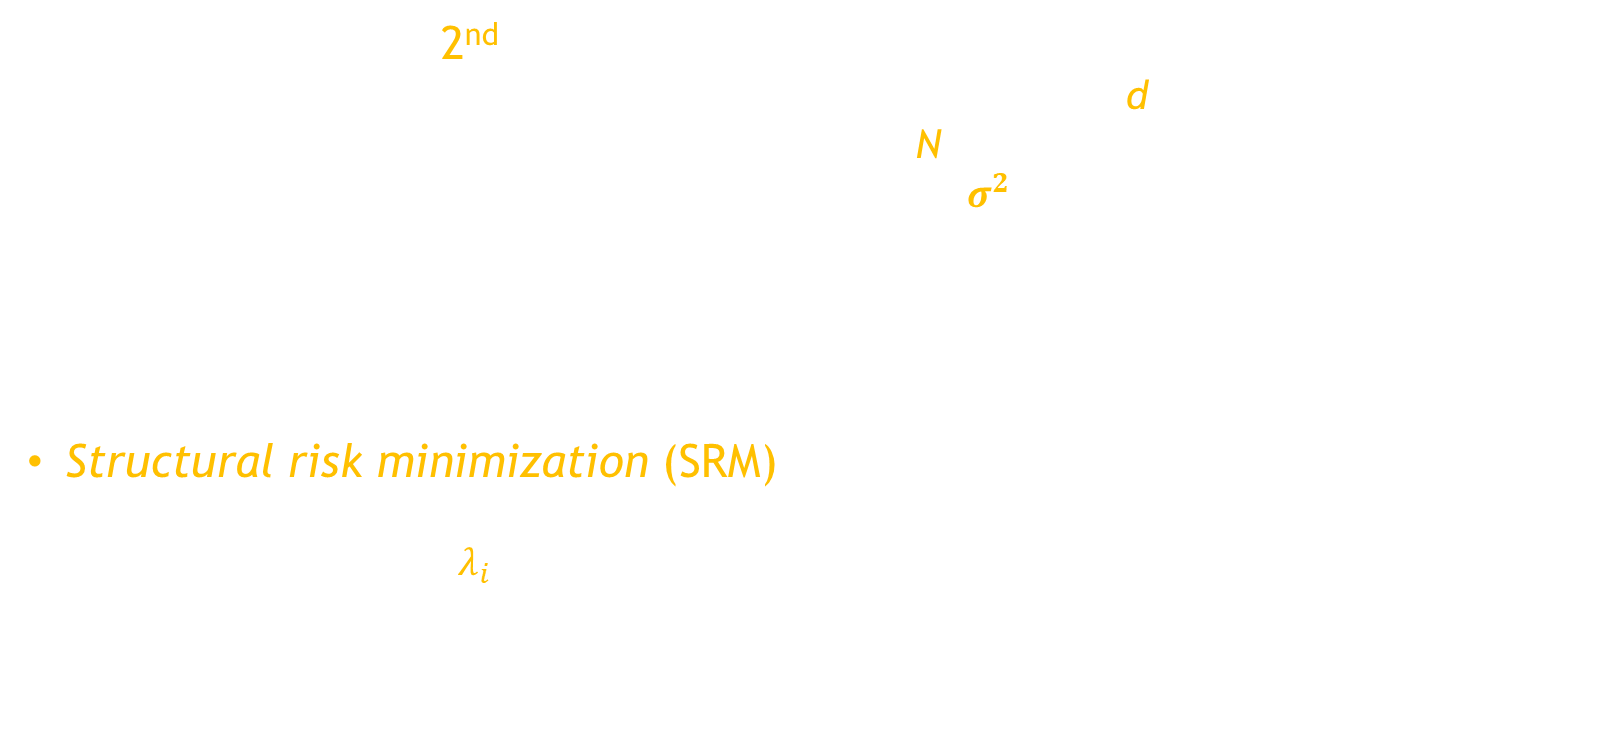 2nd
d
N
σ²
• Structural risk minimization (SRM)
λᵢ